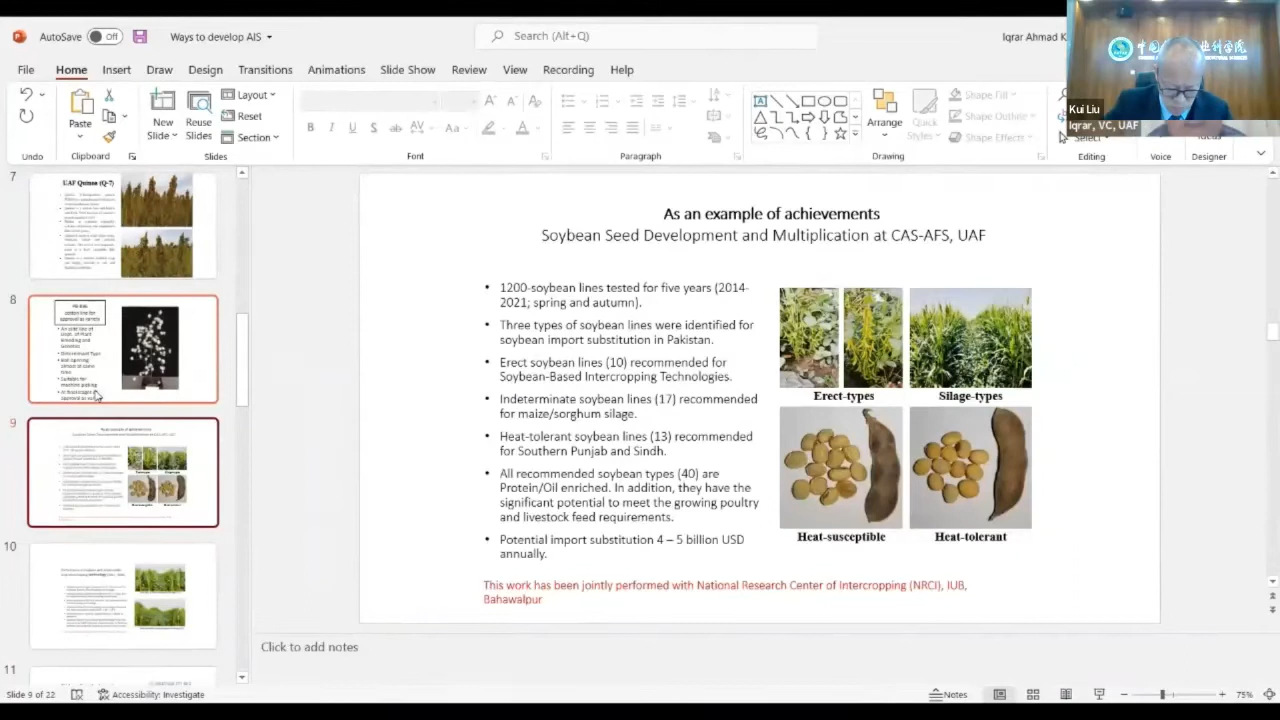 AutoSave
Off
Ways to develop AIS
Search (Alt+Q)
Iqrar Ahmad K
File Home Insert Draw Design Transitions Animations Slide Show Review View Recording Help
Paste
New Slide
Reuse Slides
Layout
Reset
Section
Arrange
Quick Styles
Shape Fill
Shape Outline
Shape Effects
Select
Undo Clipboard Slides Font Paragraph Drawing Editing Voice Designer
Kui Liu
Iqrar, VC, UAF
7
UAF Quinoa (Q-7)
8
9
10
11
As an example of achievements
Soybean Seed Development and Multiplication at CAS-AES, UAF
• 1200-soybean lines tested for five years (2014-
2021; spring and autumn).
• Three types of soybean lines were identified for
soybean import substitution in Pakistan.
• Erect-soybean lines (10) recommended for
Soybean-Based Intercropping Technologies.
• Indeterminate soybean lines (17) recommended
for maize/sorghum silage.
• Heat-tolerant soybean lines (13) recommended
for Southern Punjab and Sindh.
soybean types (40) are
Protein/Oil enriched. In addition, they have the
significant potential to meet the growing poultry
and livestock feed requirements.
• Potential import substitution 4 – 5 billion USD
annually.
Erect-types
Silage-types
Heat-susceptible
Heat-tolerant
This work has been jointly performed with National Research Center of Intercropping (NRCI), IUB,
Bahawalpur
Click to add notes
Slide 9 of 22
Accessibility: Investigate
Notes
75%